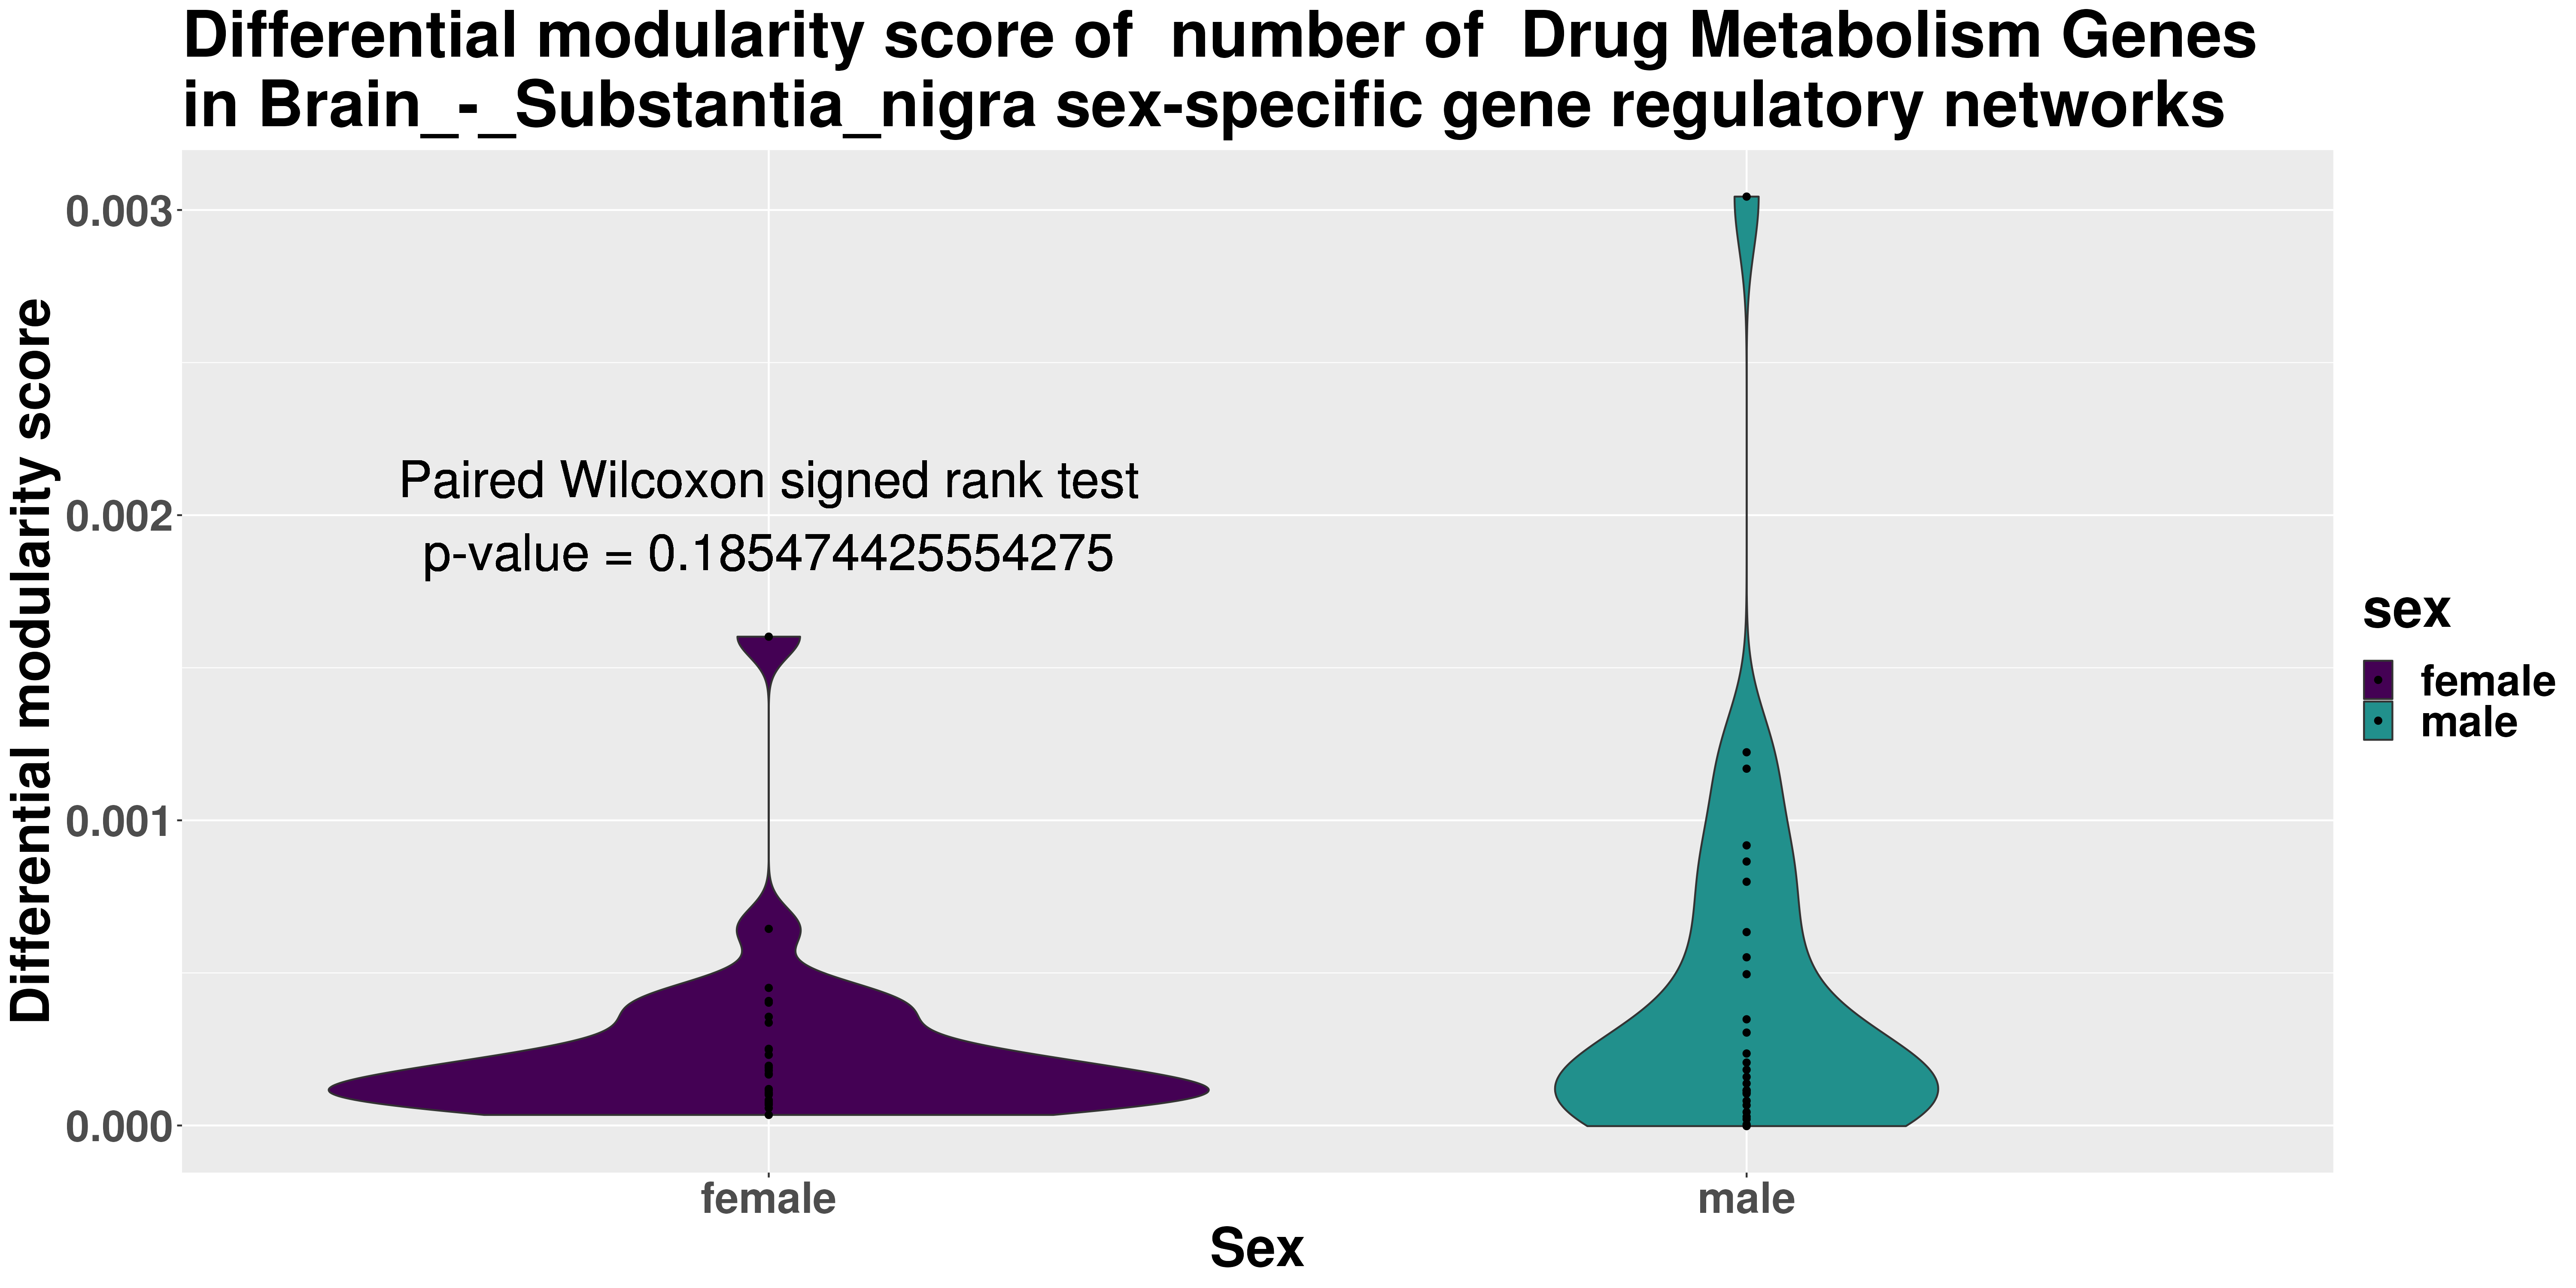 Differential modularity score of  number of  Drug Metabolism Genes
in Brain_-_Substantia_nigra sex-specific gene regulatory networks
Differential modularity score
0.003
0.002
0.001
0.000
Paired Wilcoxon signed rank test
p-value = 0.185474425554275
female
male
Sex
sex
female
male